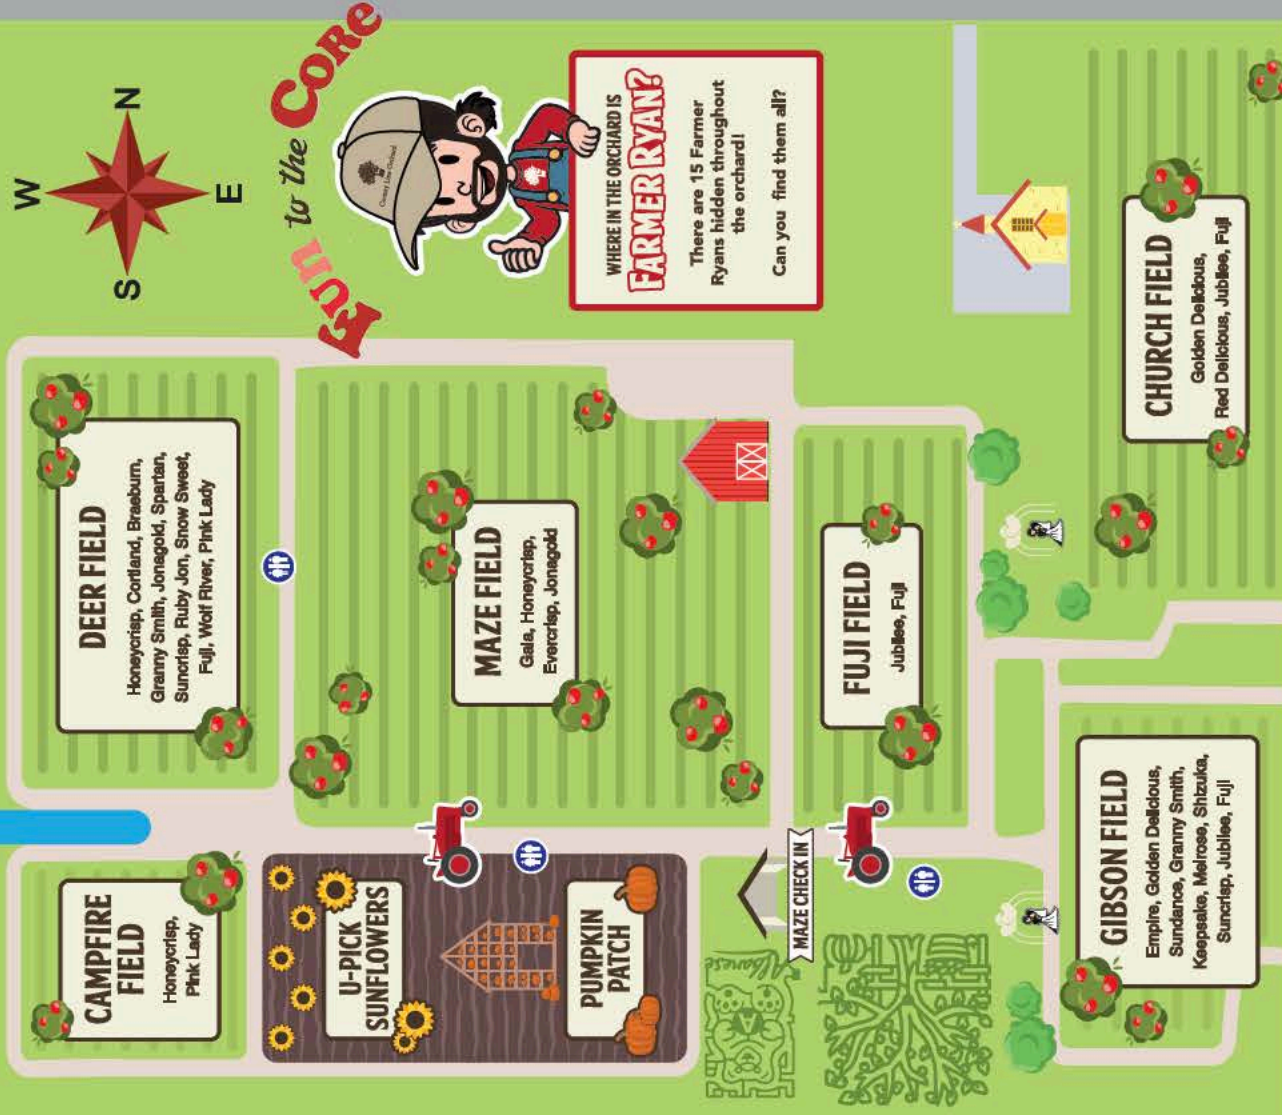 CAMPFIRE
FIELD
Honeycrisp,
Pink Lady
DEER FIELD
Honeycrisp, Cortland, Braeburn,
Granny Smith, Jonagold, Spartan,
Suncrisp, Ruby Jon, Snow Sweet,
Fuji, Wolf River, Pink Lady
W
S
N
E
Fun to the Core
County Line Orchard
U-PICK
SUNFLOWERS
PUMPKIN
PATCH
MAZE FIELD
Gala, Honeycrisp,
Evercrisp, Jonagold
WHERE IN THE ORCHARD IS
FARMER RYAN?
There are 15 Farmer
Ryans hidden throughout
the orchard!
Can you find them all?
Albanese
MAZE CHECK IN
FUJI FIELD
Jubilee, Fuji
GIBSON FIELD
Empire, Golden Delicious,
Sundance, Granny Smith,
Keepsake, Melrose, Shizuka,
Suncrisp, Jubilee, Fuji
CHURCH FIELD
Golden Delicious,
Red Delicious, Jubilee, Fuji